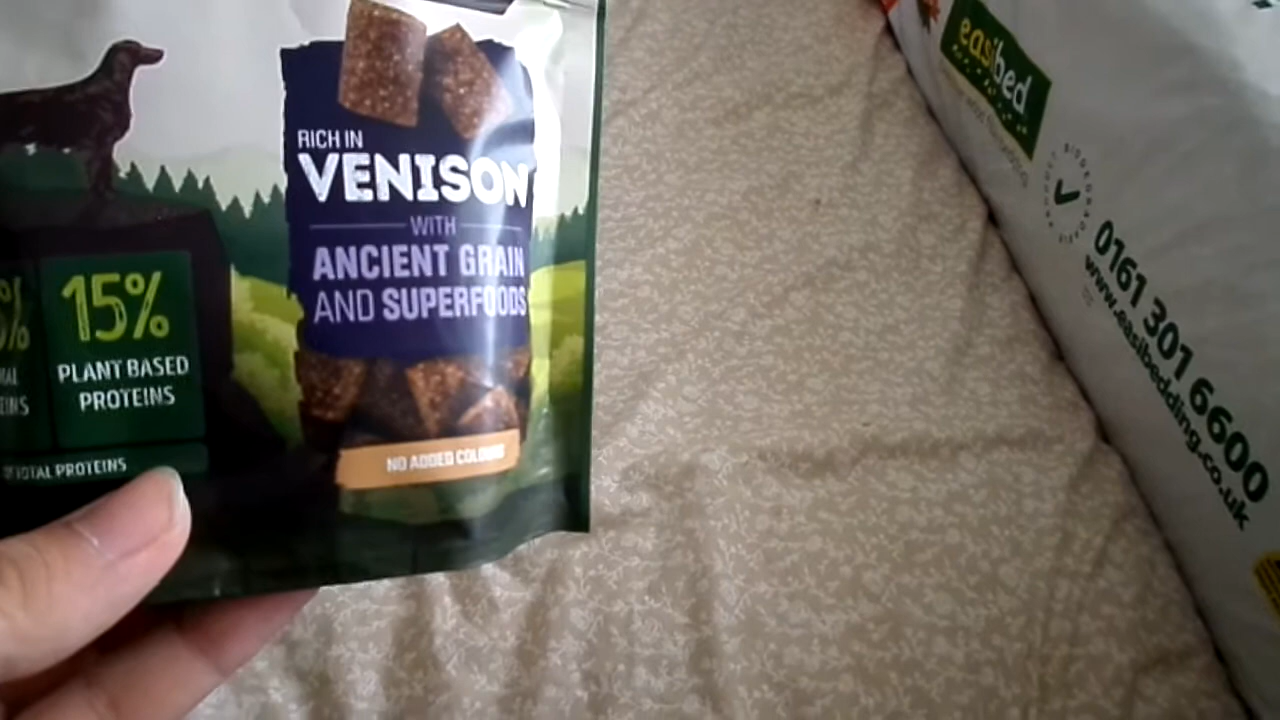 RICH IN
VENISON
WITH
ANCIENT GRAIN
AND SUPERFOODS
15%
PLANT BASED
PROTEINS
TOTAL PROTEINS
NO ADDED COLOURS
easibed
0161 301 6600
www.easibedding.co.uk